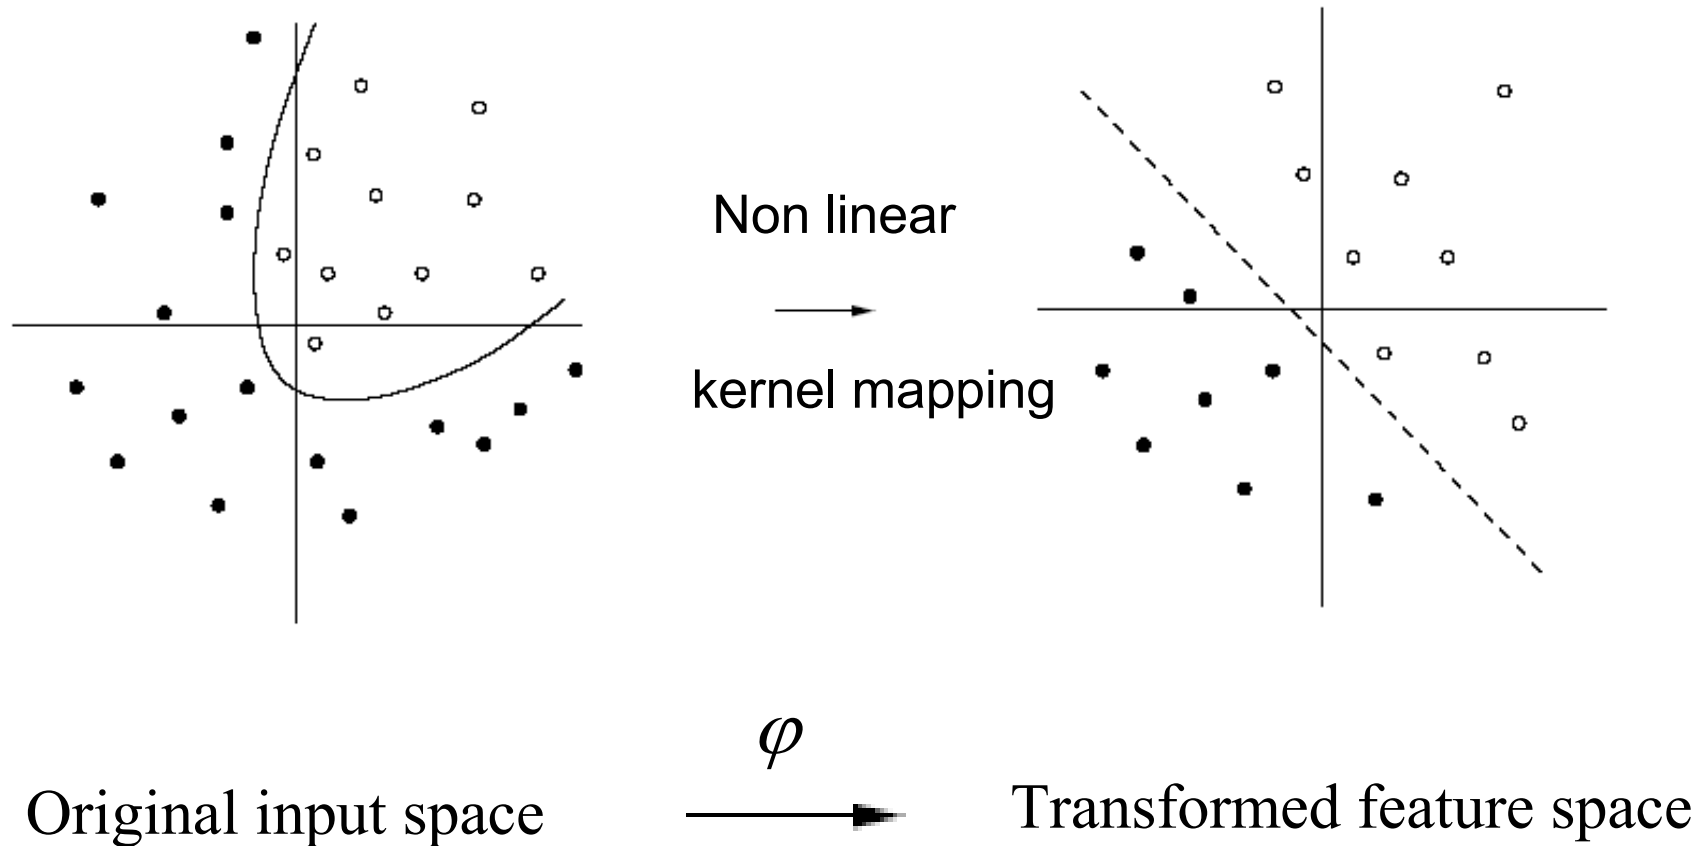 Non linear
kernel mapping
φ
Original input space
Transformed feature space